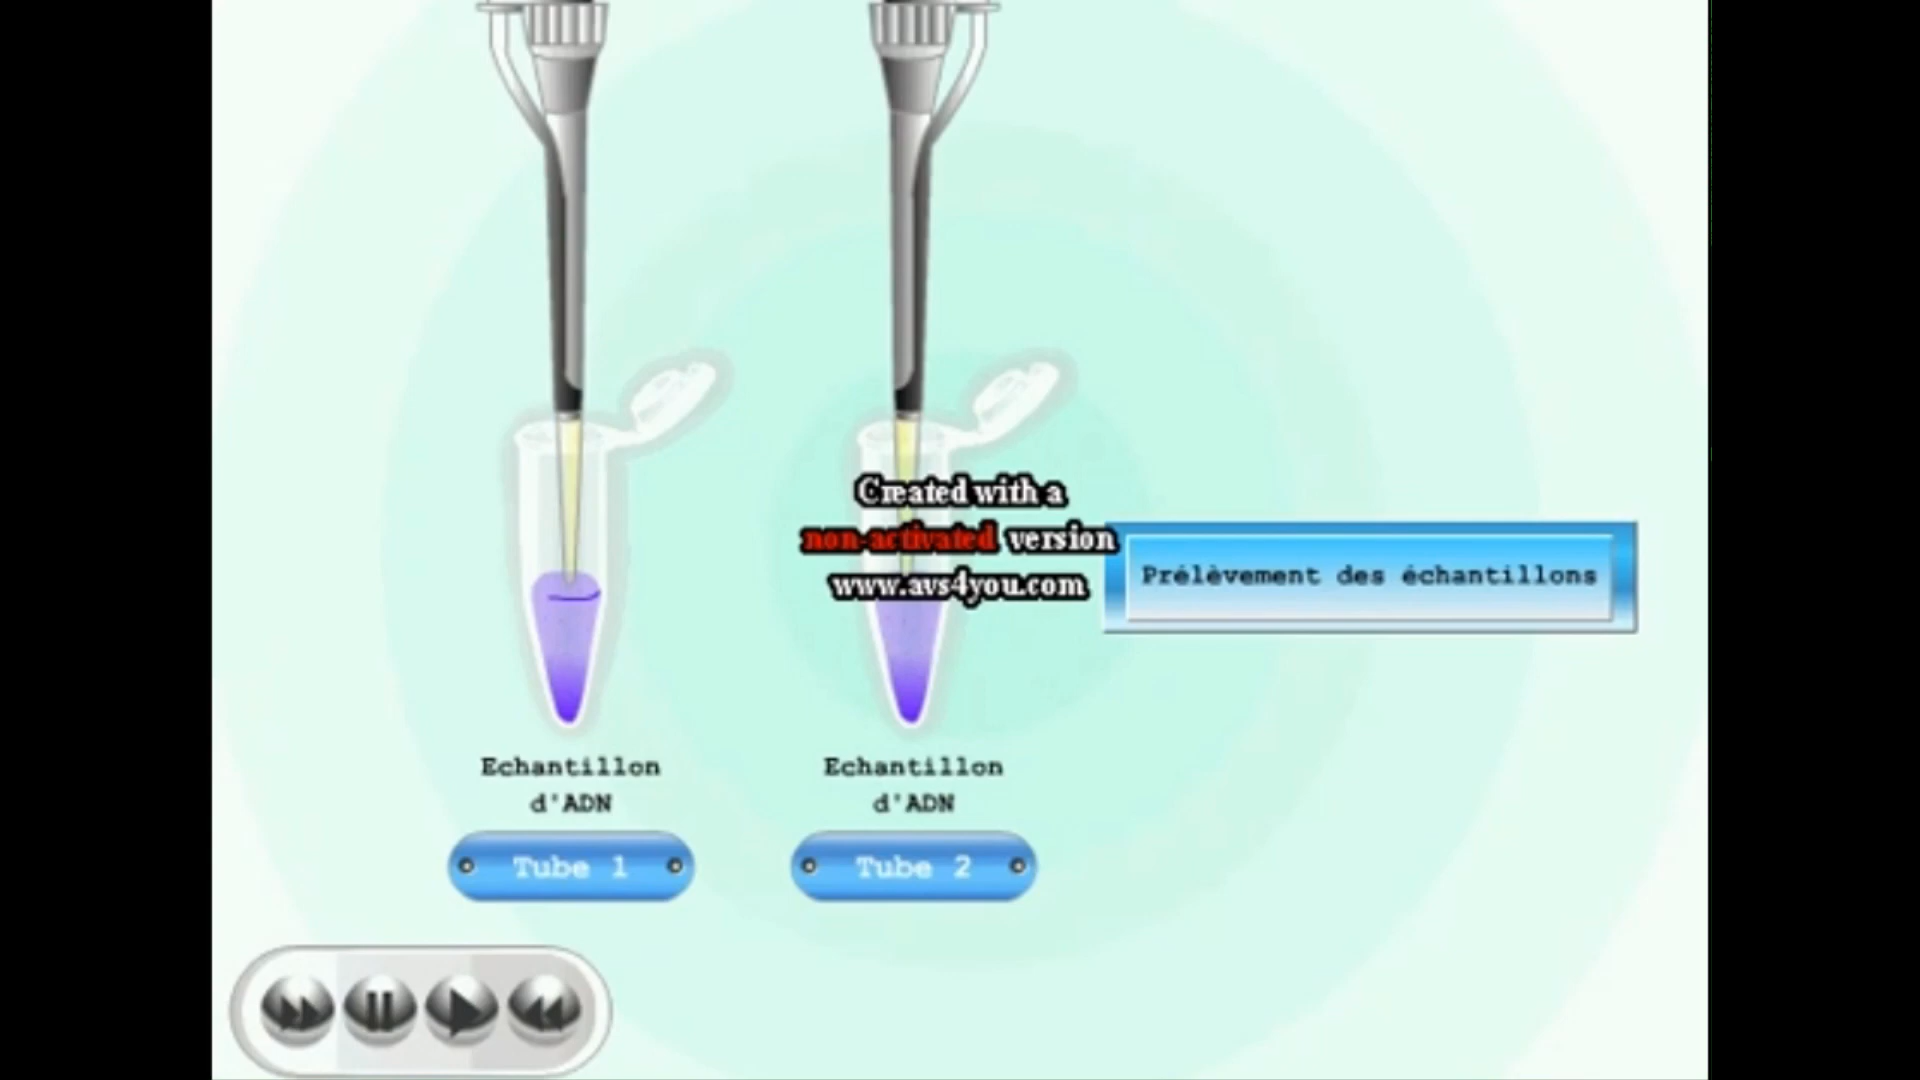 Created with a
non-activated version
www.avs4you.com
Prélèvement des échantillons
Echantillon
d'ADN
Tube 1
Echantillon
d'ADN
Tube 2